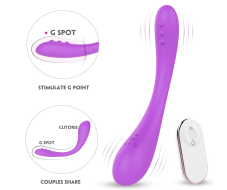 G SPOT
STIMULATE G POINT
CLITORIS
G SPOT
COUPLES SHARE